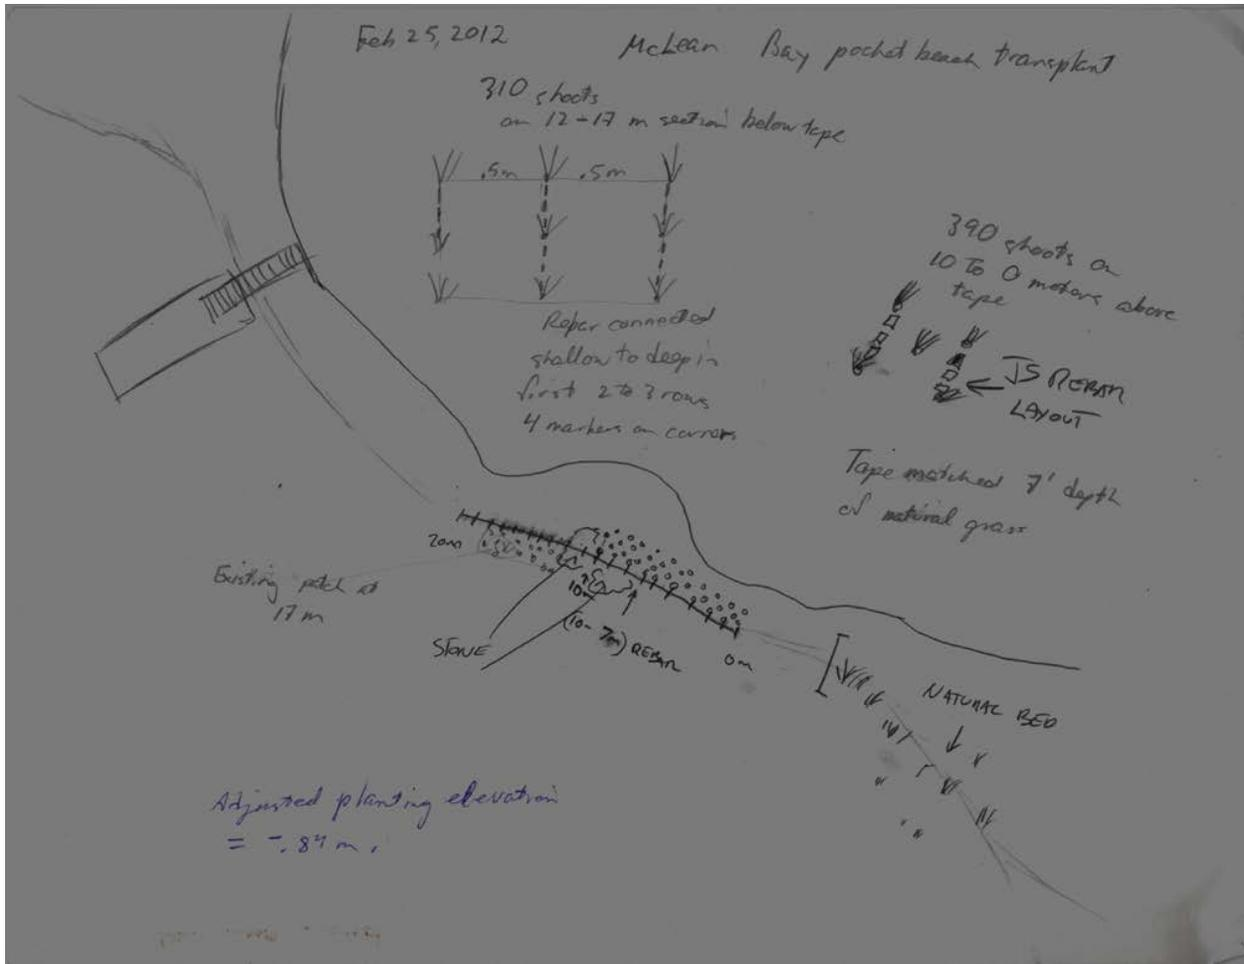 Feb 25, 2012
McLean Bay pocket beach transplant
310 shoots
on 12-17 m section below tape
.5m .5m
390 shoots on
10 To 0 meters above
tape
Rebar connected
shallow to deep in
first 2 to 3 rows
4 markers on corners
JS REBAR
LAYOUT
Tape matched 7' depth
of natural grass
20m
Existing patch at
17 m
10m
STONE
(10-7m) REBAR
0m
NATURAL BED
Adjusted planting elevation
= -.84 m.